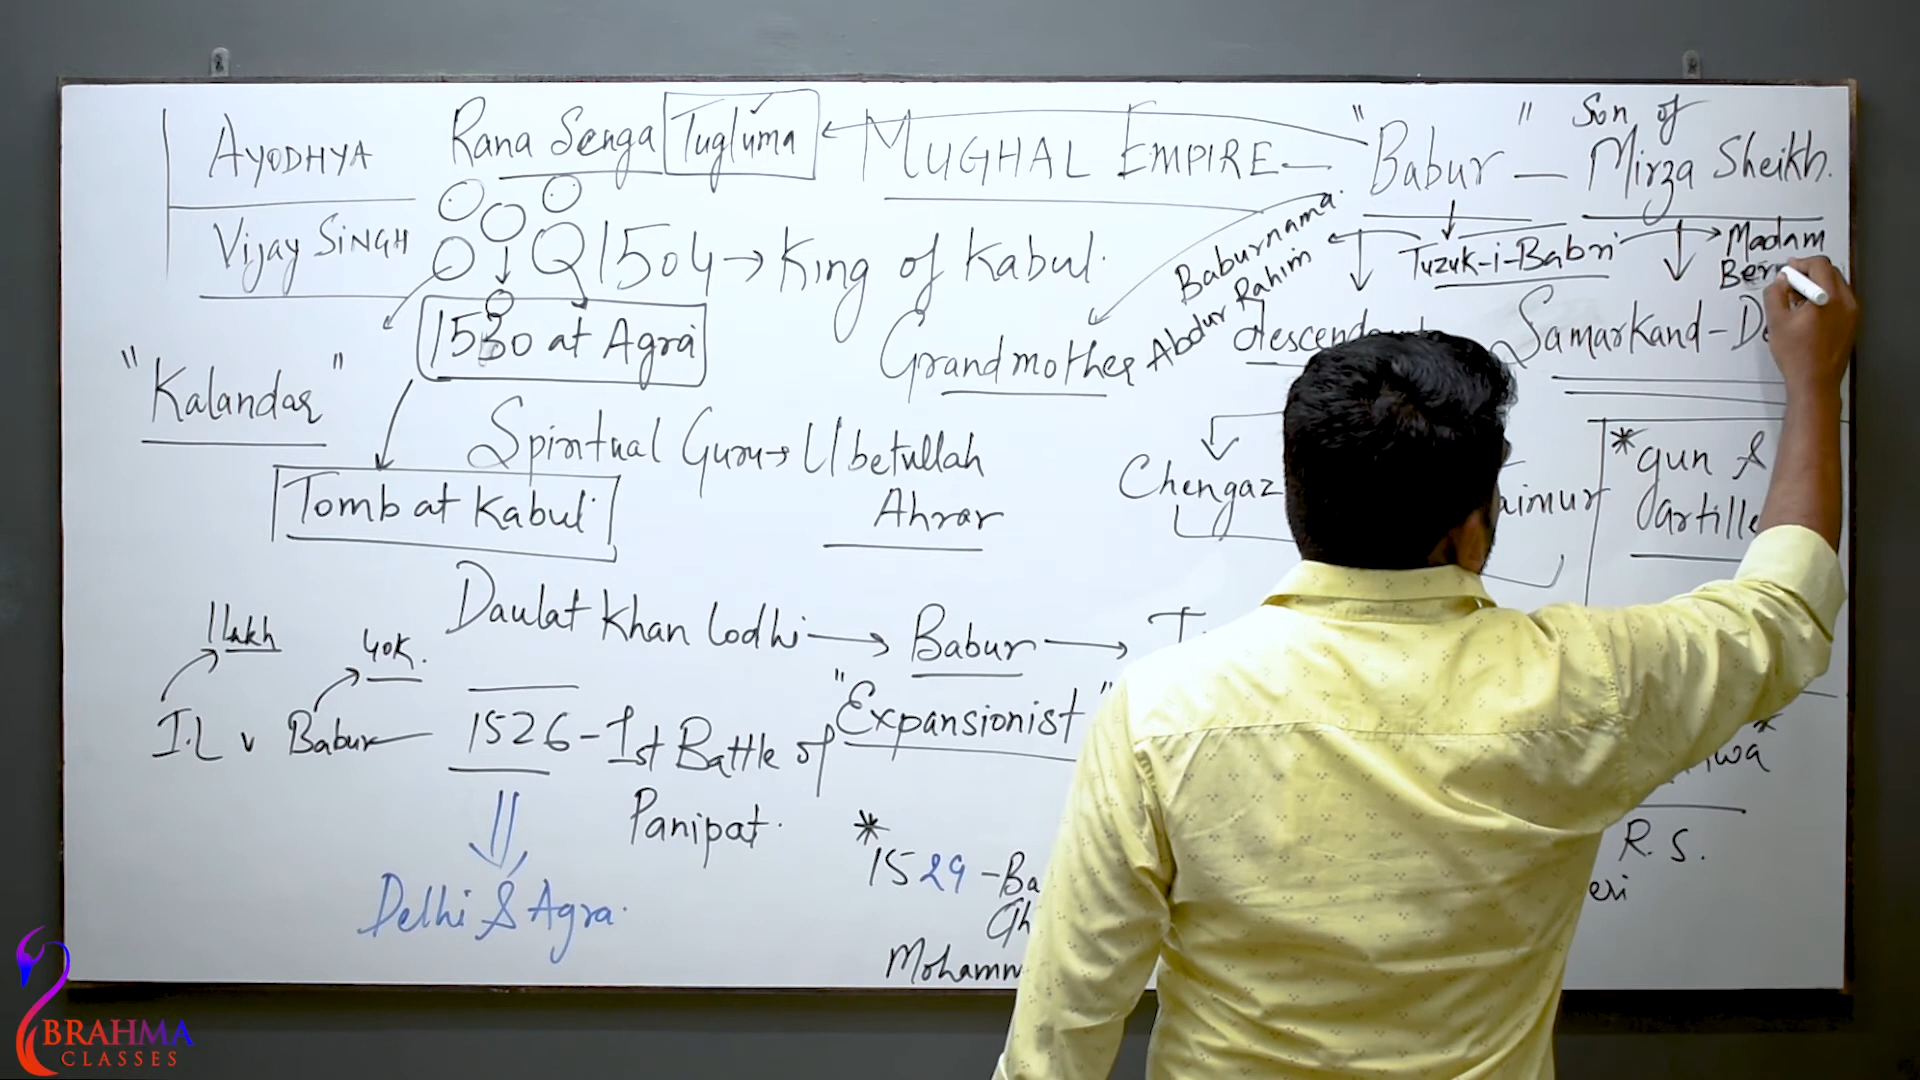 AYODHYA
Vijay SINGH
Rana Senga
Tugluma
MUGHAL EMPIRE —
"Babur" —
Son of
Mirza Sheikh.
1504 → King of Kabul.
Baburnama.
Abdur Rahim
Tuzuk-i-Babri
Madam
1530 at Agra
Grandmother
Samarkand -
"Kalandar"
Spiritual Guru → Ubetullah
Ahrar
Chengaz
* gun &
Tomb at Kabul
Daulat Khan lodhi → Babur →
1 lakh
40K.
I.L v Babur — 1526 - 1st Battle of
Panipat.
"Expansionist"
Delhi & Agra.
* 1529 -
R.S.
BRAHMA
CLASSES